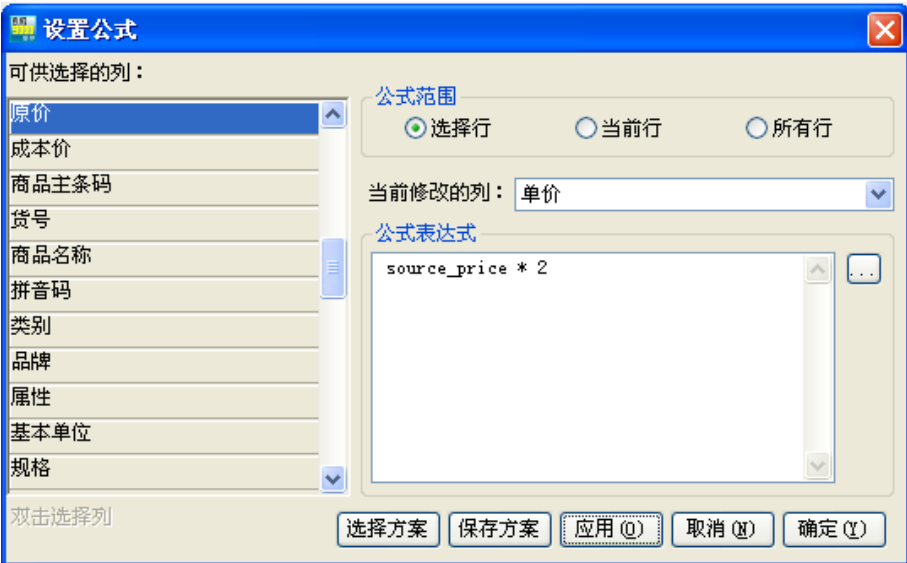 设置公式
可供选择的列：
原价
成本价
商品主条码
货号
商品名称
拼音码
类别
品牌
属性
基本单位
规格
双击选择列
公式范围
选择行 当前行 所有行
当前修改的列： 单价
公式表达式
source_price * 2
...
选择方案 保存方案 应用(O) 取消(N) 确定(Y)